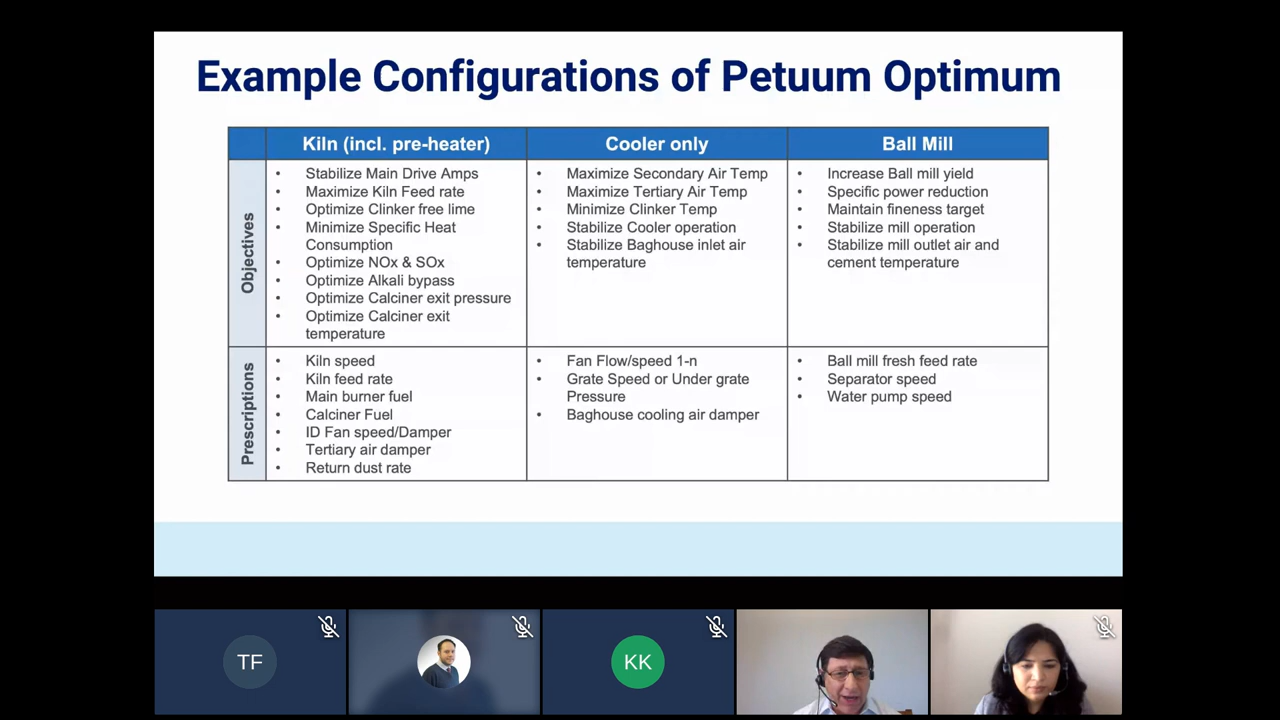 Example Configurations of Petuum Optimum
Kiln (incl. pre-heater)
Cooler only
Ball Mill
Objectives
• Stabilize Main Drive Amps
• Maximize Kiln Feed rate
• Optimize Clinker free lime
• Minimize Specific Heat
Consumption
• Optimize NOx & SOx
• Optimize Alkali bypass
• Optimize Calciner exit pressure
• Optimize Calciner exit
temperature
• Maximize Secondary Air Temp
• Maximize Tertiary Air Temp
• Minimize Clinker Temp
• Stabilize Cooler operation
• Stabilize Baghouse inlet air
temperature
• Increase Ball mill yield
• Specific power reduction
• Maintain fineness target
• Stabilize mill operation
• Stabilize mill outlet air and
cement temperature
Prescriptions
• Kiln speed
• Kiln feed rate
• Main burner fuel
• Calciner Fuel
• ID Fan speed/Damper
• Tertiary air damper
• Return dust rate
• Fan Flow/speed 1-n
• Grate Speed or Under grate
Pressure
• Baghouse cooling air damper
• Ball mill fresh feed rate
• Separator speed
• Water pump speed
TF
KK